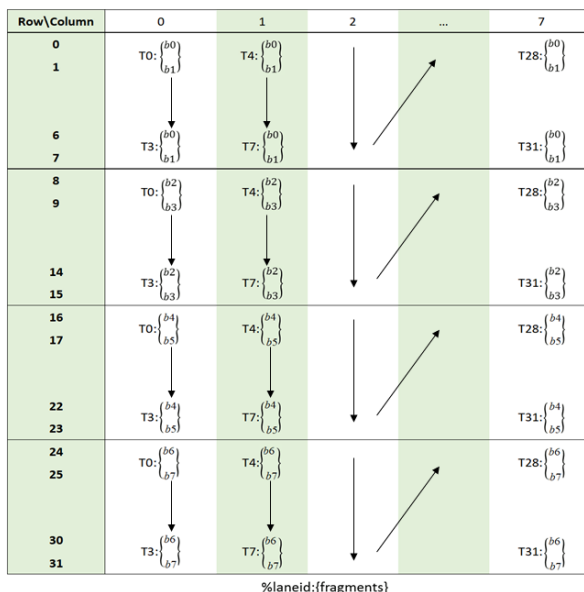 Row\Column 0 1 2 ... 7
0
1
T0: {b0 b1} T4: {b0 b1} T28: {b0 b1}
6
7
T3: {b0 b1} T7: {b0 b1} T31: {b0 b1}
8
9
T0: {b2 b3} T4: {b2 b3} T28: {b2 b3}
14
15
T3: {b2 b3} T7: {b2 b3} T31: {b2 b3}
16
17
T0: {b4 b5} T4: {b4 b5} T28: {b4 b5}
22
23
T3: {b4 b5} T7: {b4 b5} T31: {b4 b5}
24
25
T0: {b6 b7} T4: {b6 b7} T28: {b6 b7}
30
31
T3: {b6 b7} T7: {b6 b7} T31: {b6 b7}
%laneid:{fragments}